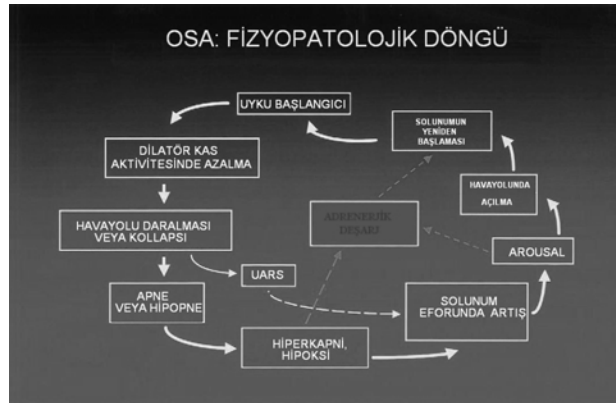 OSA: FİZYOPATOLOJİK DÖNGÜ
UYKU BAŞLANGICI
SOLUNUMUN
YENİDEN
BAŞLAMASI
DİLATÖR KAS
AKTİVİTESİNDE AZALMA
HAVAYOLUNDA
AÇILMA
ADRENERJİK
DEŞARJ
HAVAYOLU DARALMASI
VEYA KOLLAPSI
AROUSAL
UARS
APNE
VEYA HİPOPNE
SOLUNUM
EFORUNDA ARTIŞ
HİPERKAPNİ,
HİPOKSİ